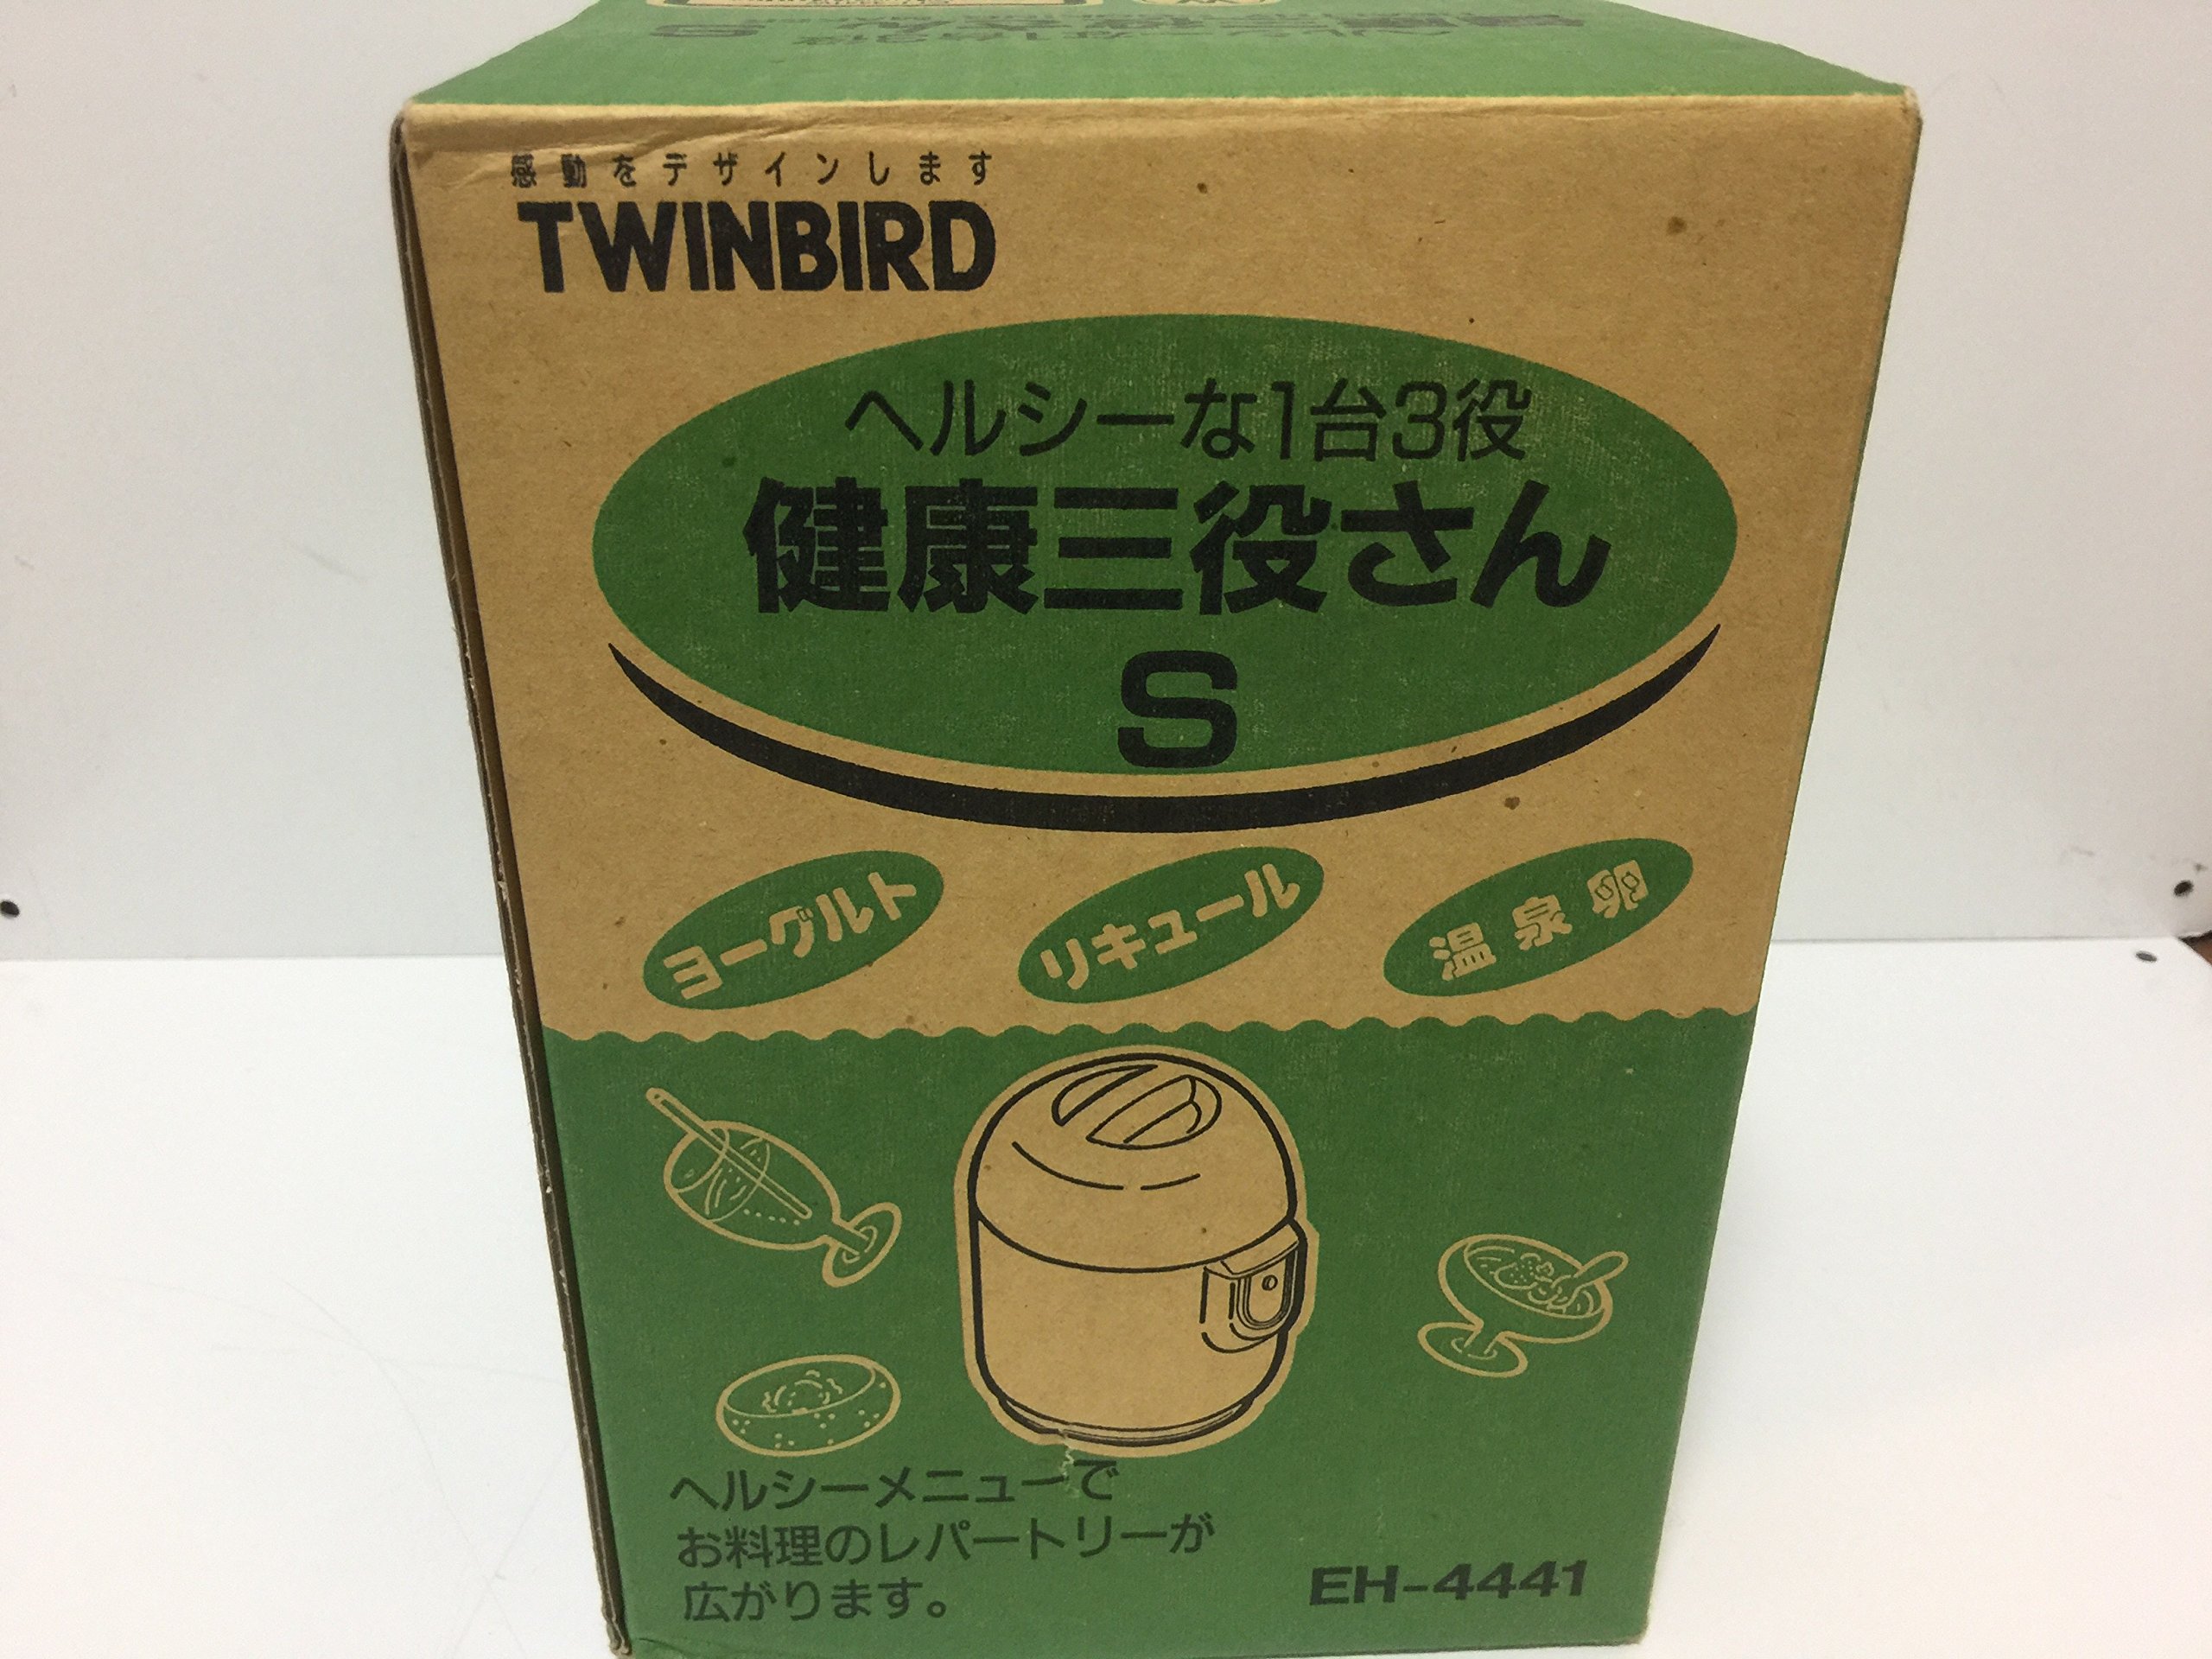 感動をデザインします
TWINBIRD
ヘルシーな1台3役
健康三役さん
S
ヨーグルト
リキュール
温泉卵
ヘルシーメニューで
お料理のレパートリーが
広がります。
EH-4441